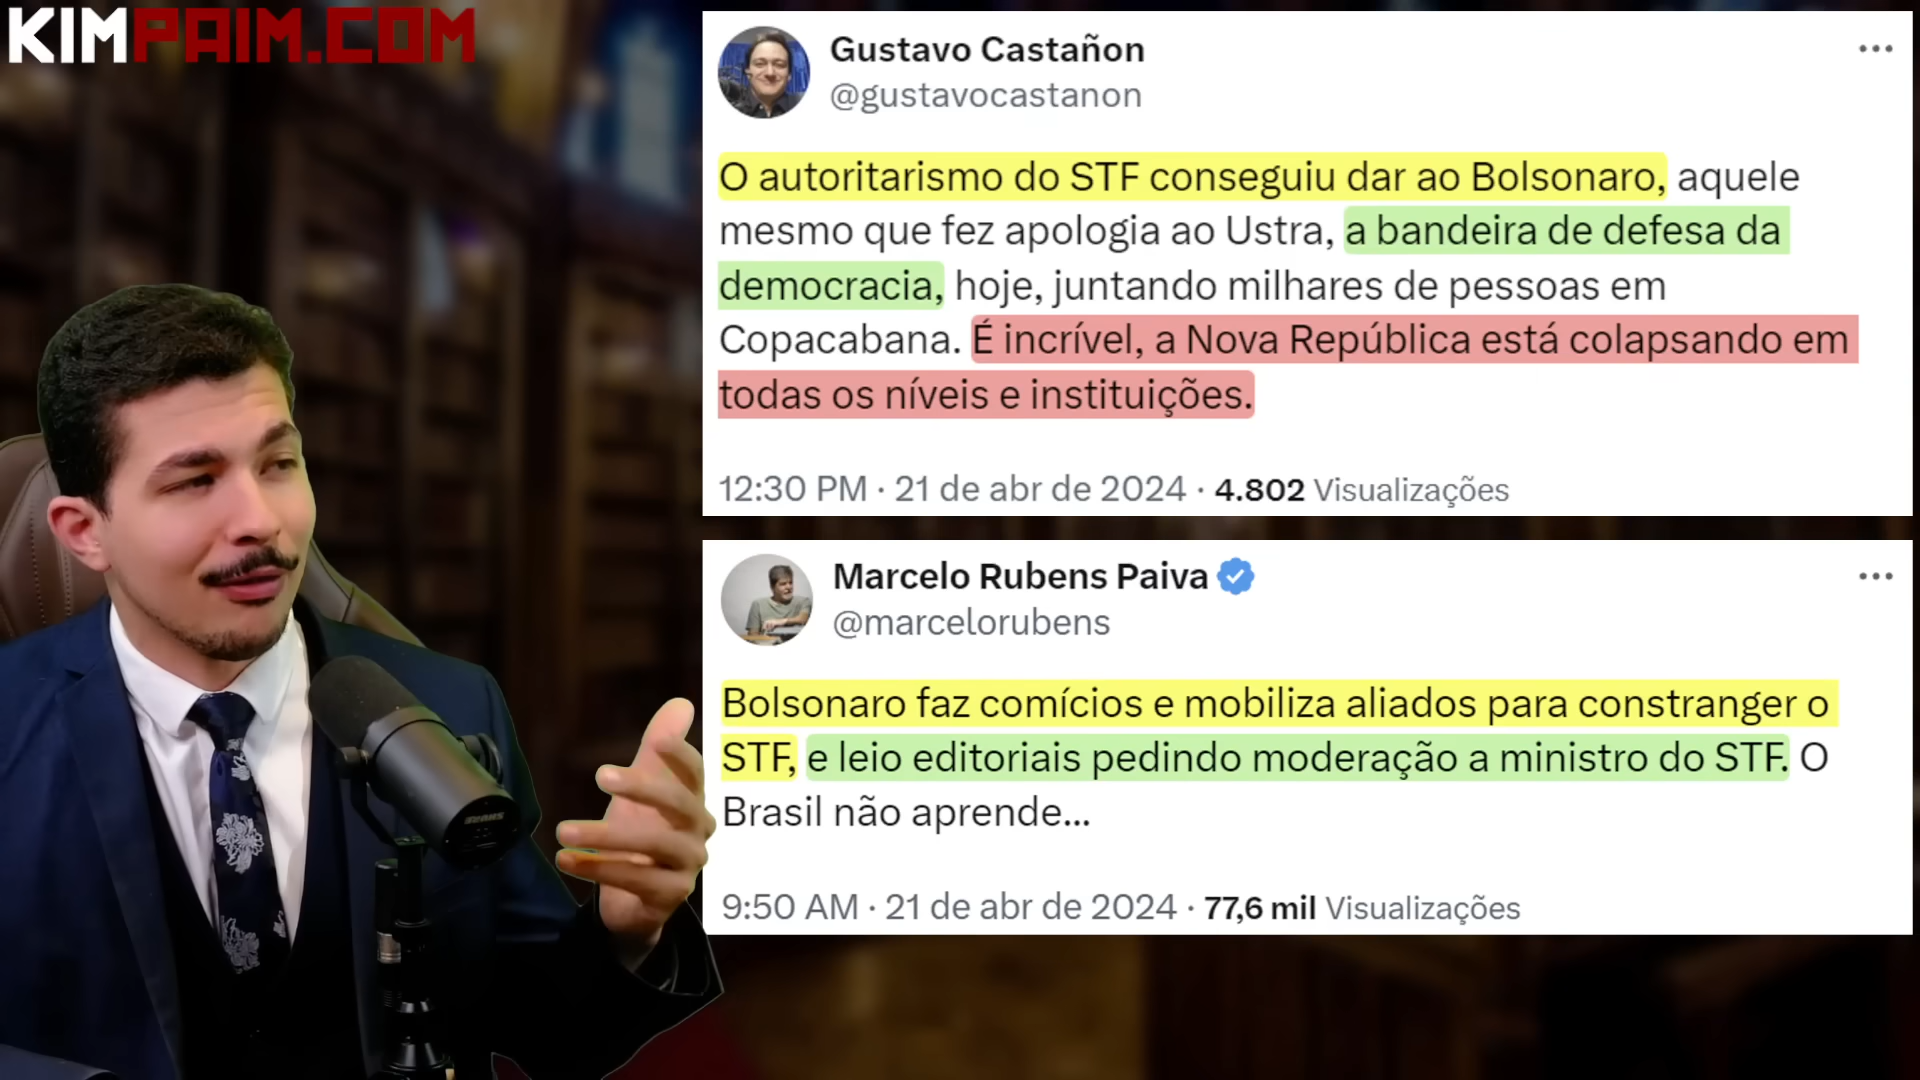 KIMPAIM.COM
Gustavo Castañon
@gustavocastanon
O autoritarismo do STF conseguiu dar ao Bolsonaro, aquele
mesmo que fez apologia ao Ustra, a bandeira de defesa da
democracia, hoje, juntando milhares de pessoas em
Copacabana. É incrível, a Nova República está colapsando em
todas os níveis e instituições.
12:30 PM · 21 de abr de 2024 · 4.802 Visualizações
Marcelo Rubens Paiva
@marcelorubens
Bolsonaro faz comícios e mobiliza aliados para constranger o
STF, e leio editoriais pedindo moderação a ministro do STF. O
Brasil não aprende...
9:50 AM · 21 de abr de 2024 · 77,6 mil Visualizações